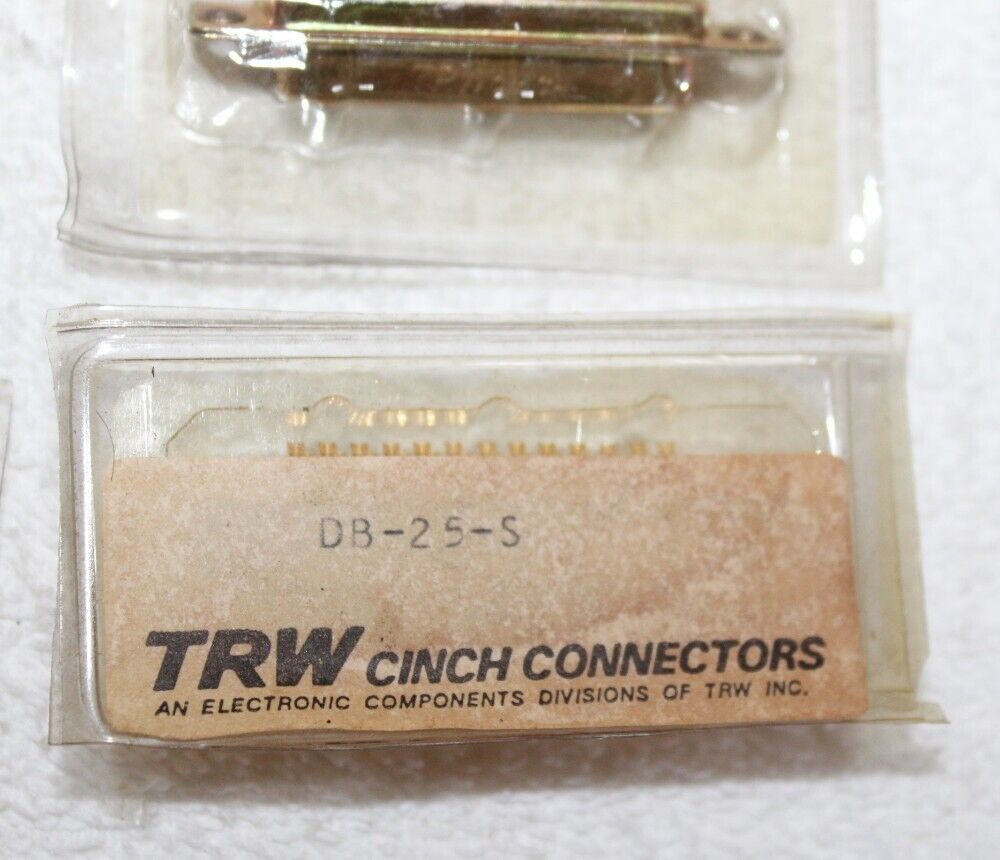 DB-25-S
TRW CINCH CONNECTORS
AN ELECTRONIC COMPONENTS DIVISIONS OF TRW INC.